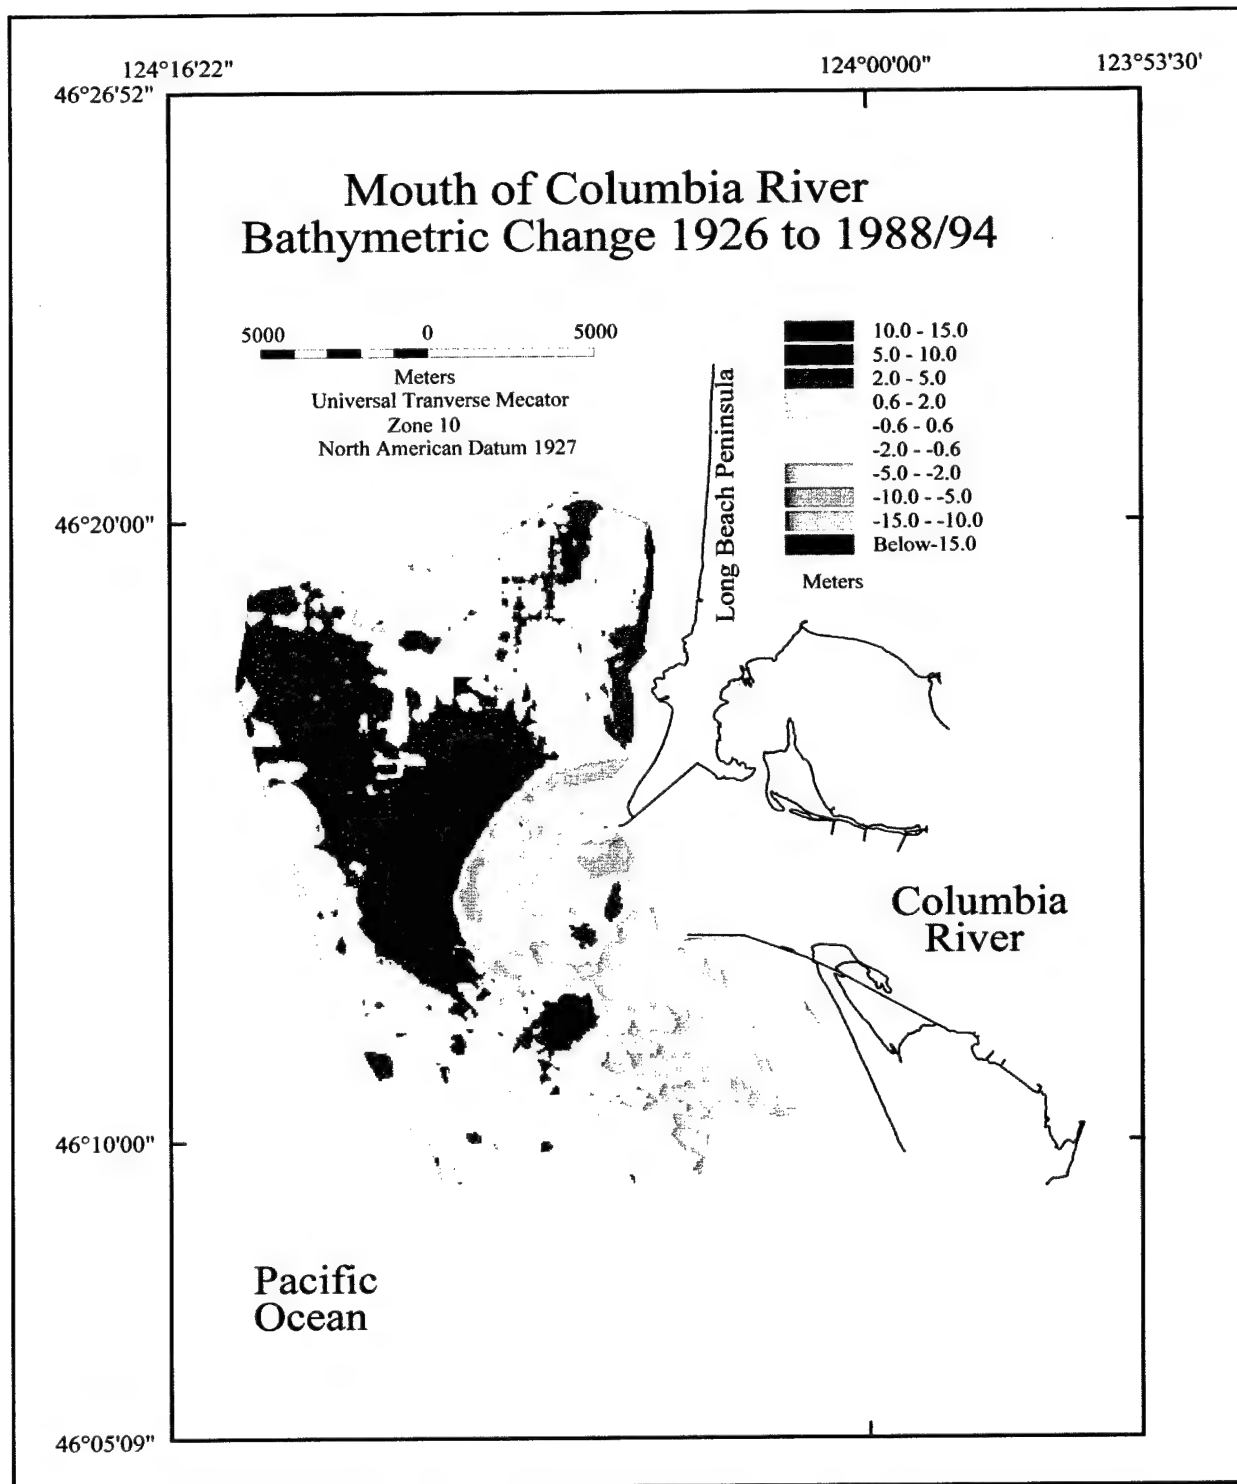 124°16'22"
124°00'00"
123°53'30'
46°26'52"
Mouth of Columbia River
Bathymetric Change 1926 to 1988/94
5000 0 5000
Meters
Universal Tranverse Mecator
Zone 10
North American Datum 1927
10.0 - 15.0
5.0 - 10.0
2.0 - 5.0
0.6 - 2.0
-0.6 - 0.6
-2.0 - -0.6
-5.0 - -2.0
-10.0 - -5.0
-15.0 - -10.0
Below-15.0
Meters
Long Beach Peninsula
46°20'00"
Columbia
River
46°10'00"
Pacific
Ocean
46°05'09"